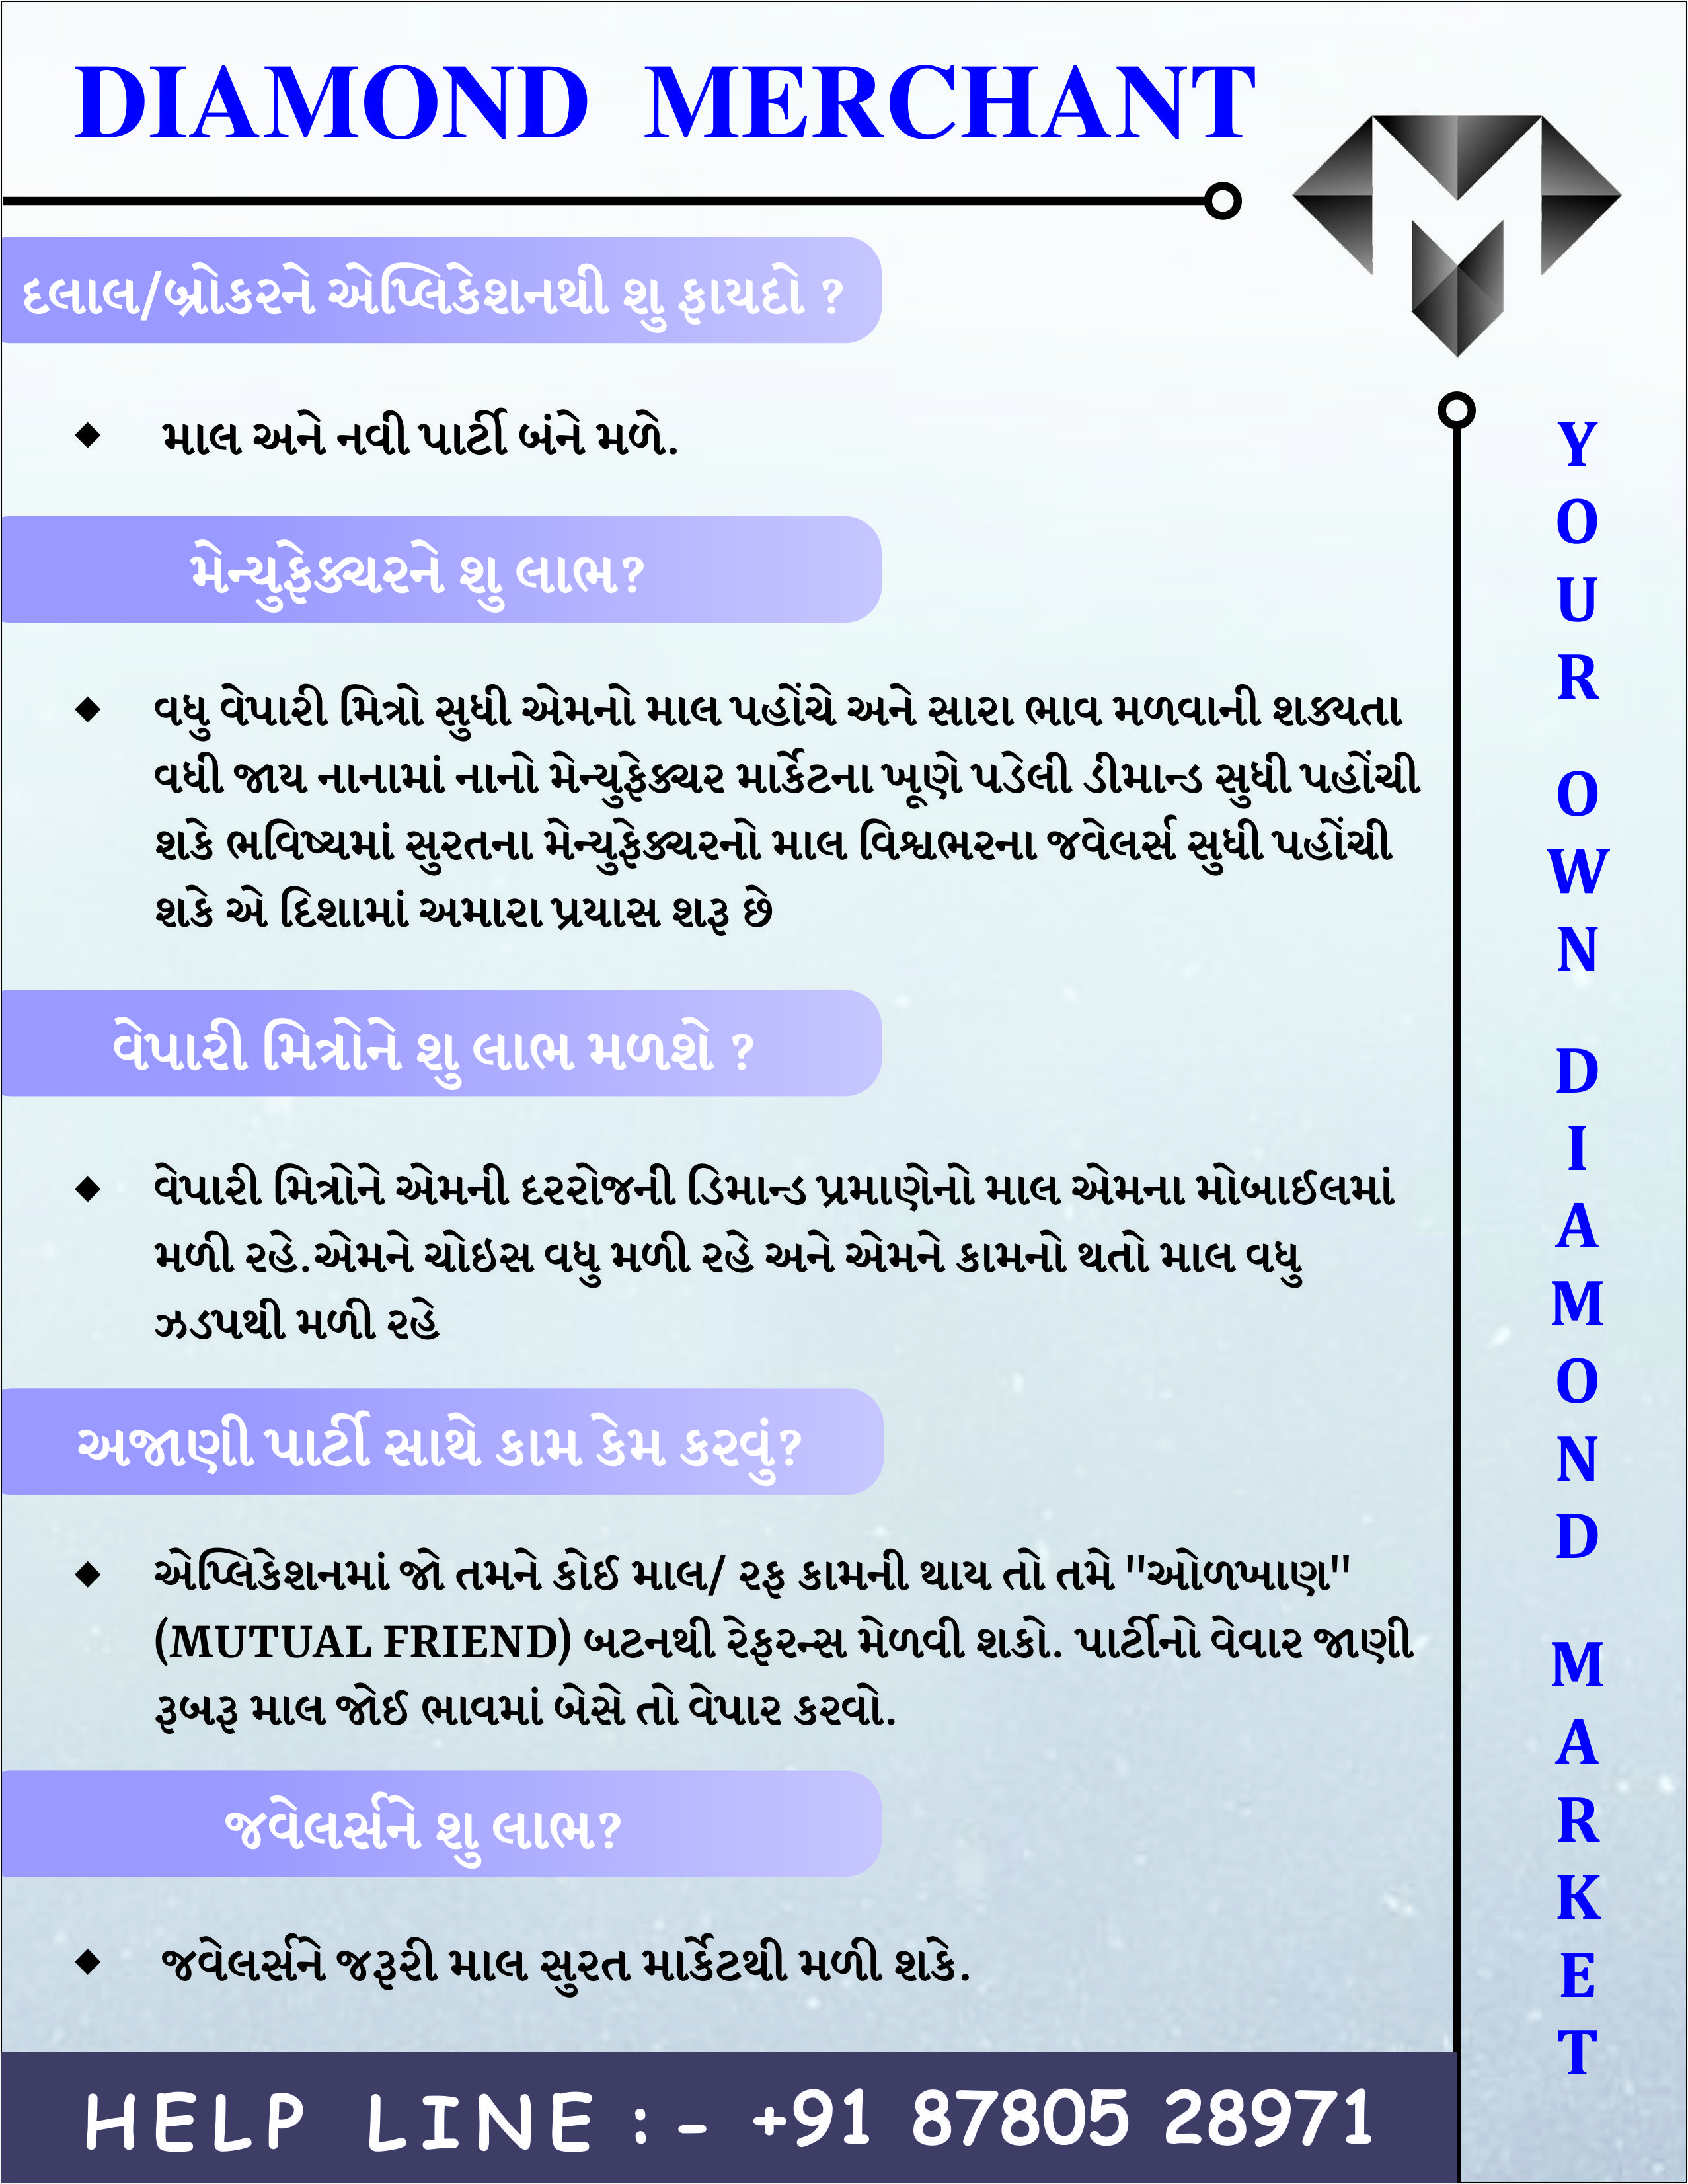 DIAMOND MERCHANT
દલાલ/બ્રોકરને એપ્લિકેશનથી શુ ફાયદો ?
માલ અને નવી પાર્ટી બંને મળે.
મેન્યુફેક્ચરને શુ લાભ?
વધુ વેપારી મિત્રો સુધી એમનો માલ પહોંચે અને સારા ભાવ મળવાની શક્યતા
વધી જાય નાનામાં નાનો મેન્યુફેક્ચર માર્કેટના ખૂણે પડેલી ડીમાન્ડ સુધી પહોંચી
શકે ભવિષ્યમાં સુરતના મેન્યુફેક્ચરનો માલ વિશ્વભરના જવેલર્સ સુધી પહોંચી
શકે એ દિશામાં અમારા પ્રયાસ શરૂ છે
વેપારી મિત્રોને શુ લાભ મળશે ?
વેપારી મિત્રોને એમની દરરોજની ડિમાન્ડ પ્રમાણેનો માલ એમના મોબાઈલમાં
મળી રહે.એમને ચોઇસ વધુ મળી રહે અને એમને કામનો થતો માલ વધુ
ઝડપથી મળી રહે
અજાણી પાર્ટી સાથે કામ કેમ કરવું?
એપ્લિકેશનમાં જો તમને કોઈ માલ/ રફ કામની થાય તો તમે "ઓળખાણ"
(MUTUAL FRIEND) બટનથી રેફરન્સ મેળવી શકો. પાર્ટીનો વેવાર જાણી
રૂબરૂ માલ જોઈ ભાવમાં બેસે તો વેપાર કરવો.
જવેલર્સને શુ લાભ?
જવેલર્સને જરૂરી માલ સુરત માર્કેટથી મળી શકે.
HELP LINE :- +91 87805 28971
YOUR OWN DIAMOND MARKET